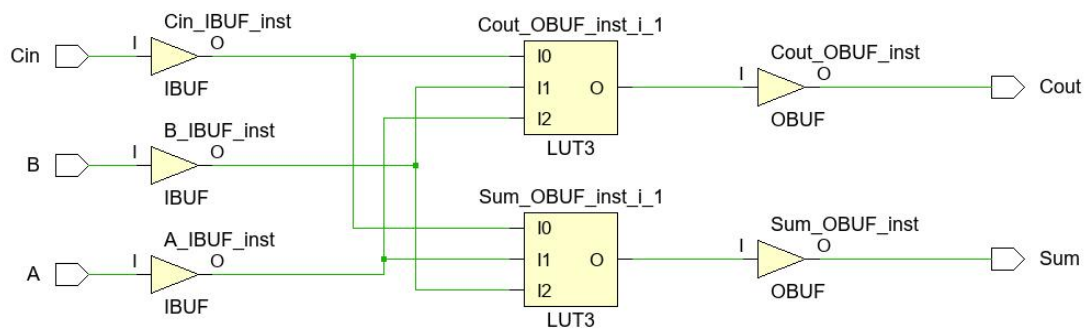 Cin_IBUF_inst
Cout_OBUF_inst_i_1
Cin
I
O
IBUF
I0
I1
I2
O
LUT3
Cout_OBUF_inst
I
O
OBUF
Cout
B_IBUF_inst
B
I
O
IBUF
Sum_OBUF_inst_i_1
I0
I1
I2
O
LUT3
Sum_OBUF_inst
I
O
OBUF
Sum
A_IBUF_inst
A
I
O
IBUF